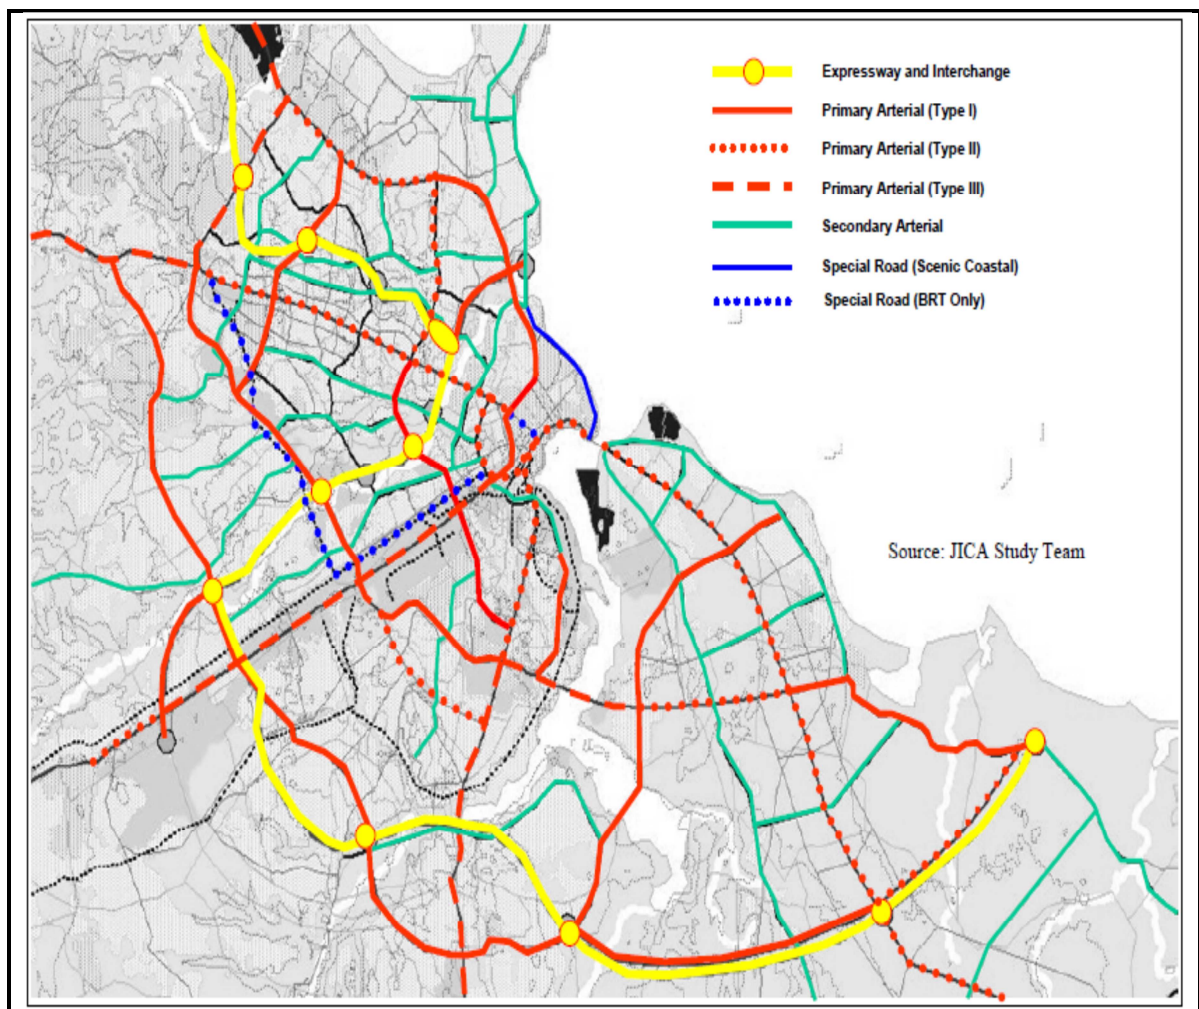 Expressway and Interchange
Primary Arterial (Type I)
Primary Arterial (Type II)
Primary Arterial (Type III)
Secondary Arterial
Special Road (Scenic Coastal)
Special Road (BRT Only)
Source: JICA Study Team